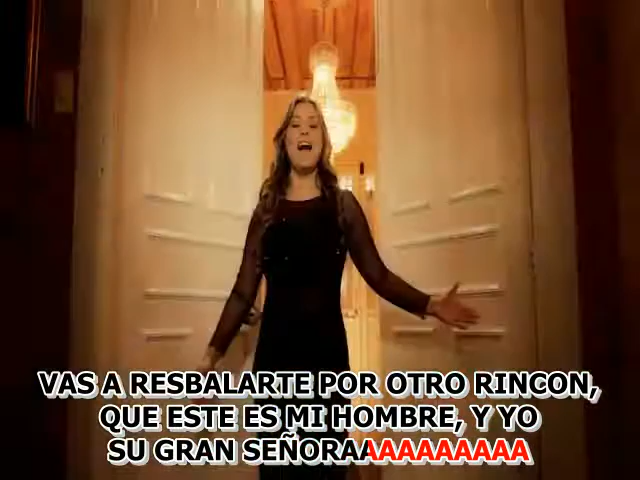 VAS A RESBALARTE POR OTRO RINCON,
QUE ESTE ES MI HOMBRE, Y YO
SU GRAN SEÑORAAAAAAAAAA